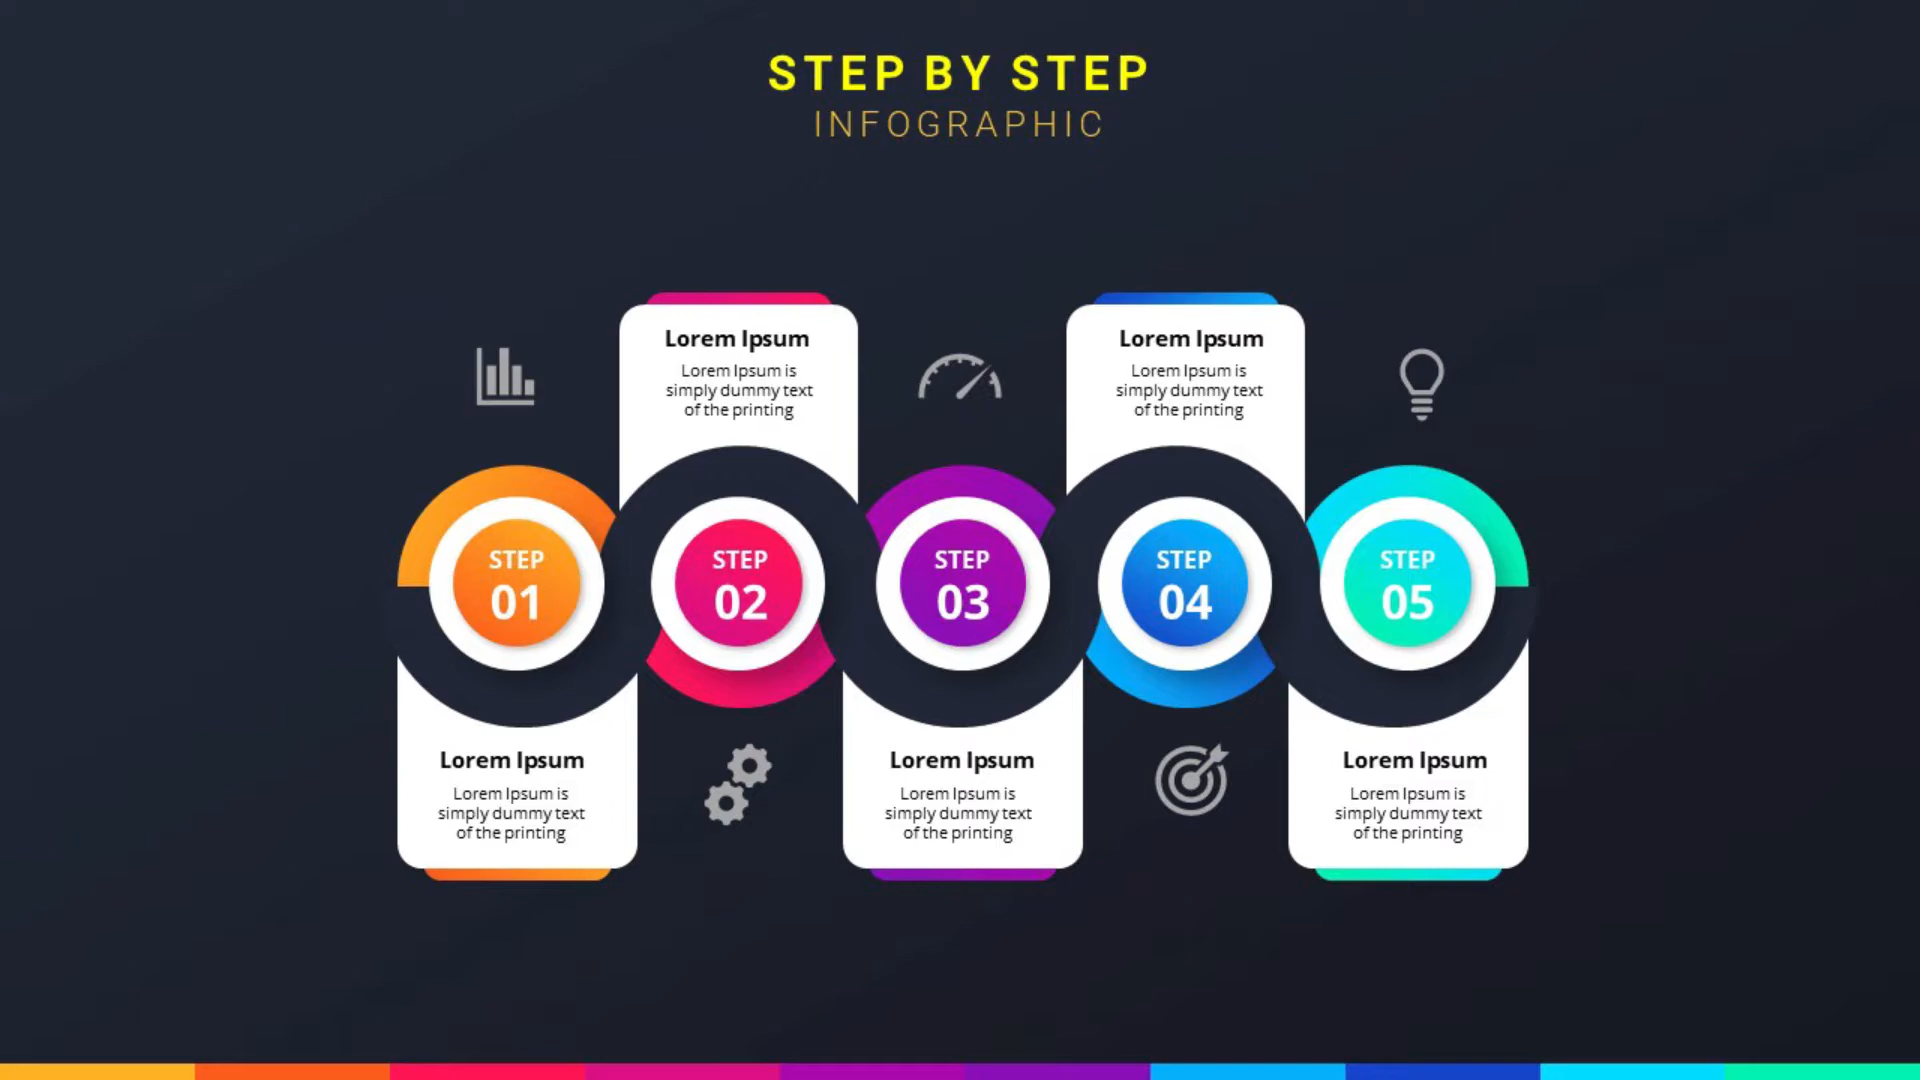 STEP BY STEP
INFOGRAPHIC
STEP
01
Lorem Ipsum
Lorem Ipsum is
simply dummy text
of the printing
Lorem Ipsum
Lorem Ipsum is
simply dummy text
of the printing
STEP
02
STEP
03
Lorem Ipsum
Lorem Ipsum is
simply dummy text
of the printing
Lorem Ipsum
Lorem Ipsum is
simply dummy text
of the printing
STEP
04
STEP
05
Lorem Ipsum
Lorem Ipsum is
simply dummy text
of the printing